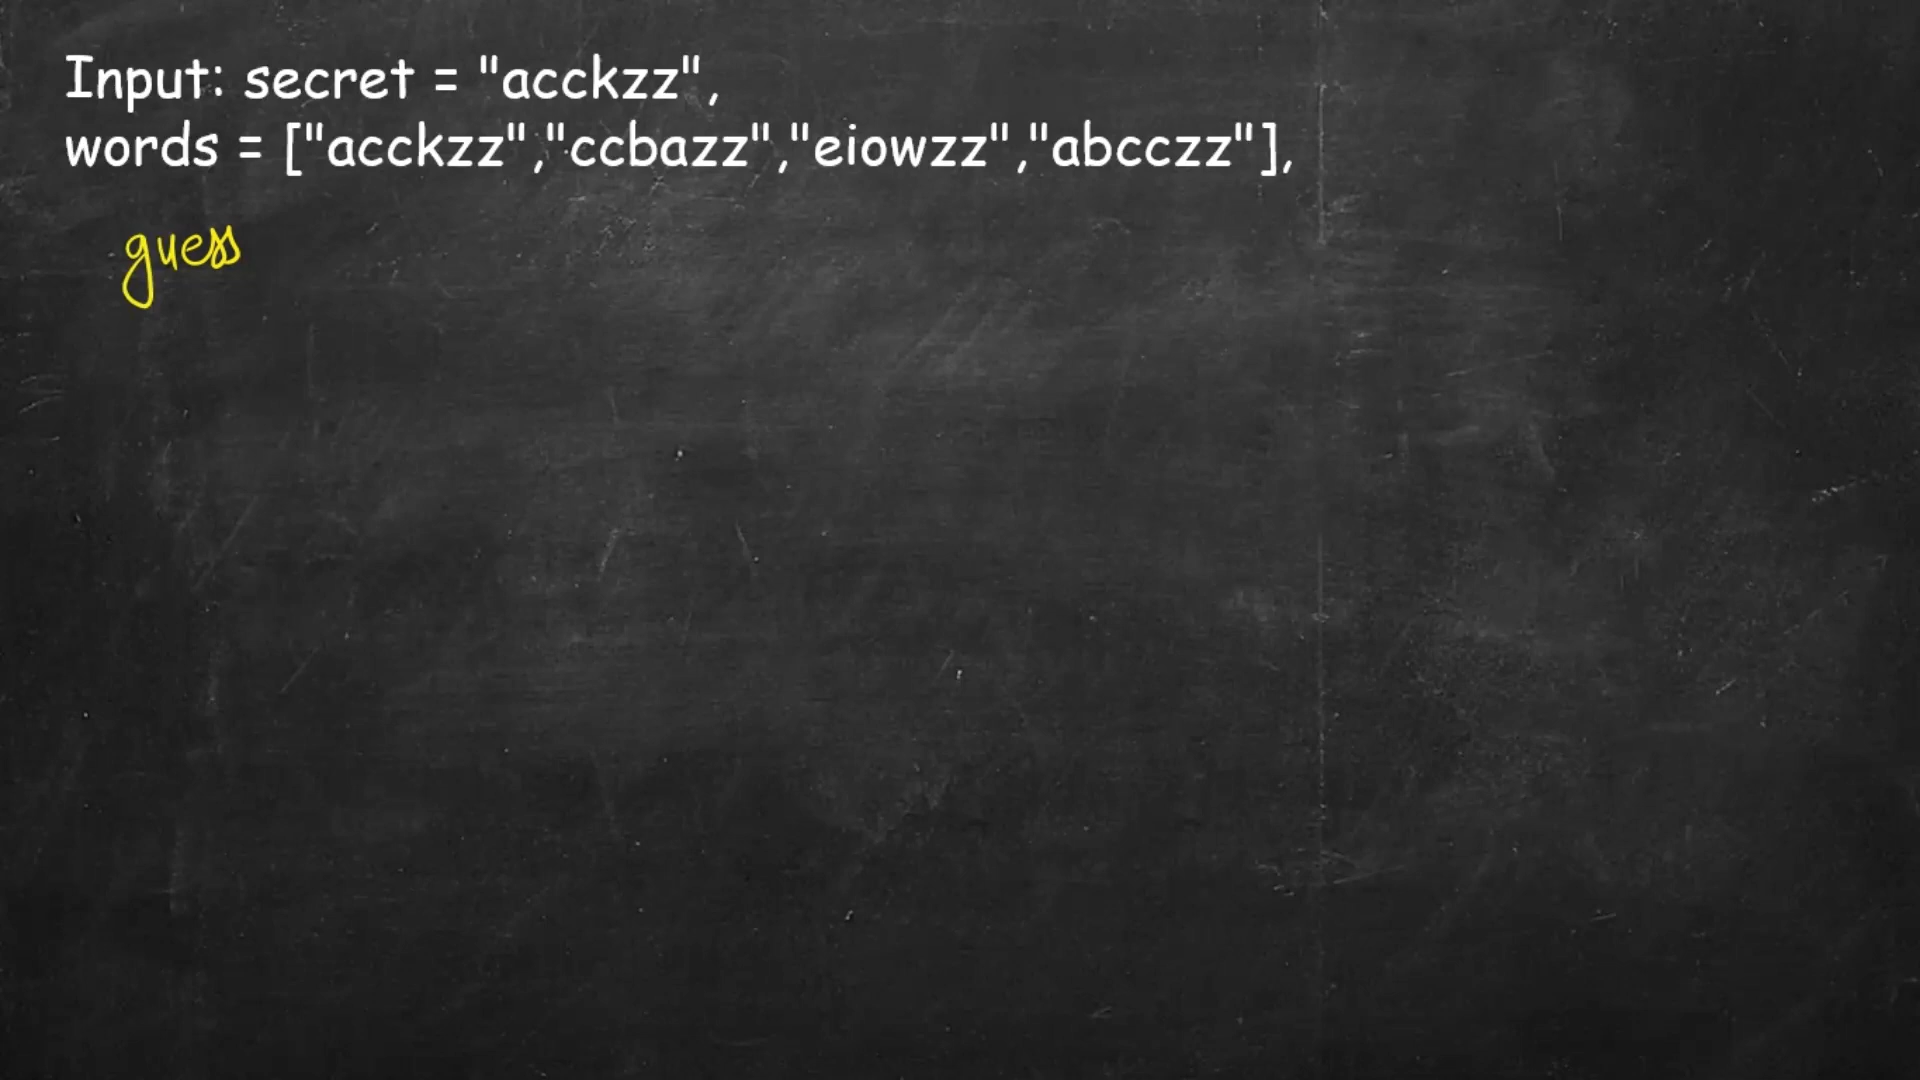 Input: secret = "acckzz",
words = ["acckzz","ccbazz","eiowzz","abcczz"],
guess